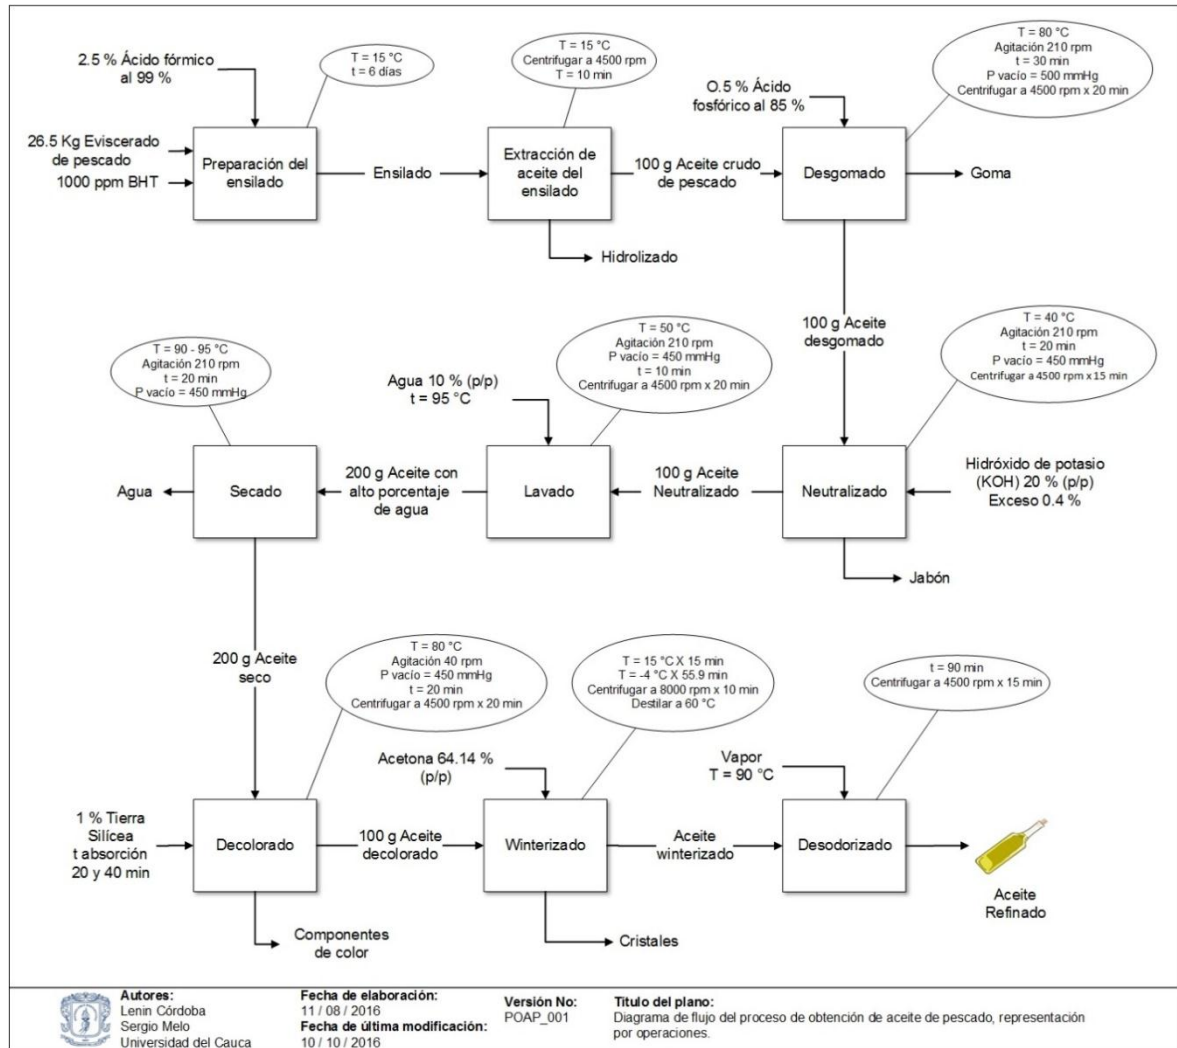 T = 15 °C
t = 6 días
2.5 % Ácido fórmico
al 99 %
26.5 Kg Eviscerado
de pescado
1000 ppm BHT
Preparación del
ensilado
Ensilado
T = 15 °C
Centrifugar a 4500 rpm
T = 10 min
Extracción de
aceite del
ensilado
Hidrolizado
100 g Aceite crudo
de pescado
O.5 % Ácido
fosfórico al 85 %
T = 80 °C
Agitación 210 rpm
t = 30 min
P vacío = 500 mmHg
Centrifugar a 4500 rpm x 20 min
Desgomado
Goma
100 g Aceite
desgomado
T = 40 °C
Agitación 210 rpm
t = 20 min
P vacío = 450 mmHg
Centrifugar a 4500 rpm x 15 min
Hidróxido de potasio
(KOH) 20 % (p/p)
Exceso 0.4 %
Neutralizado
Jabón
100 g Aceite
Neutralizado
T = 50 °C
Agitación 210 rpm
P vacío = 450 mmHg
t = 10 min
Centrifugar a 4500 rpm x 20 min
Agua 10 % (p/p)
t = 95 °C
Lavado
200 g Aceite con
alto porcentaje
de agua
T = 90 - 95 °C
Agitación 210 rpm
t = 20 min
P vacío = 450 mmHg
Secado
Agua
200 g Aceite
seco
T = 80 °C
Agitación 40 rpm
P vacío = 450 mmHg
t = 20 min
Centrifugar a 4500 rpm x 20 min
1 % Tierra
Silícea
t absorción
20 y 40 min
Decolorado
Componentes
de color
100 g Aceite
decolorado
T = 15 °C X 15 min
T = -4 °C X 55.9 min
Centrifugar a 8000 rpm x 10 min
Destilar a 60 °C
Acetona 64.14 %
(p/p)
Winterizado
Cristales
Aceite
winterizado
t = 90 min
Centrifugar a 4500 rpm x 15 min
Vapor
T = 90 °C
Desodorizado
Aceite
Refinado
Autores:
Lenin Córdoba
Sergio Melo
Universidad del Cauca
Fecha de elaboración:
11 / 08 / 2016
Fecha de última modificación:
10 / 10 / 2016
Versión No:
POAP_001
Título del plano:
Diagrama de flujo del proceso de obtención de aceite de pescado, representación
por operaciones.